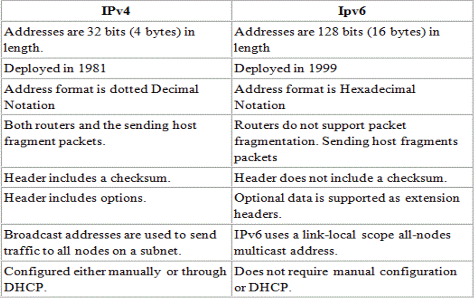 IPv4 Ipv6
Addresses are 32 bits (4 bytes) in
length.
Addresses are 128 bits (16 bytes) in
length
Deployed in 1981 Deployed in 1999
Address format is dotted Decimal
Notation
Address format is Hexadecimal
Notation
Both routers and the sending host
fragment packets.
Routers do not support packet
fragmentation. Sending host fragments
packets
Header includes a checksum. Header does not include a checksum.
Header includes options. Optional data is supported as extension
headers.
Broadcast addresses are used to send
traffic to all nodes on a subnet.
IPv6 uses a link-local scope all-nodes
multicast address.
Configured either manually or through
DHCP.
Does not require manual configuration
or DHCP.